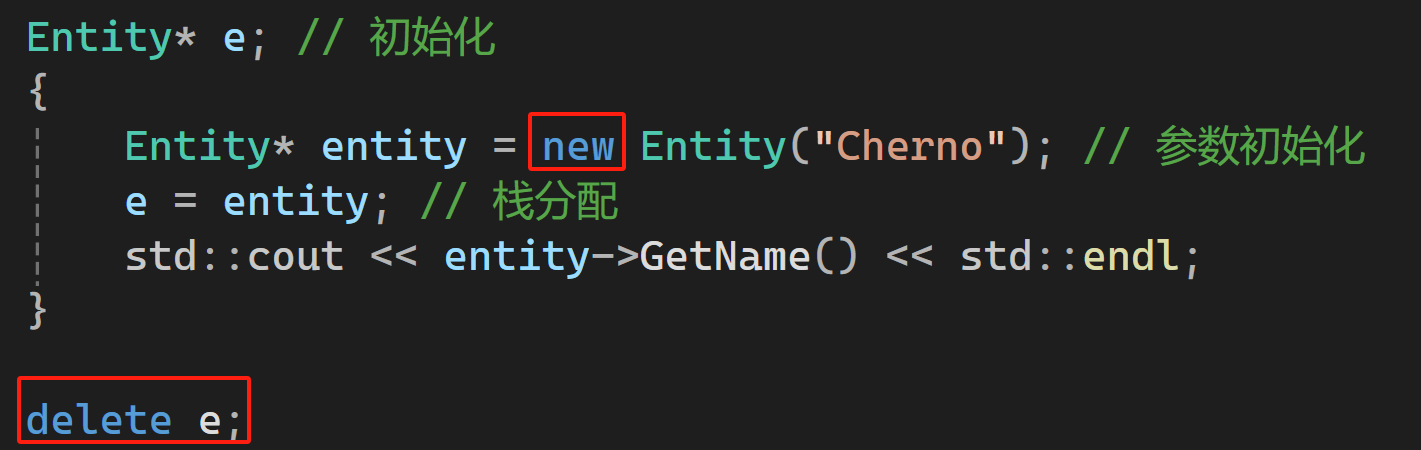 Entity* e; // 初始化
{
Entity* entity = new Entity("Cherno"); // 参数初始化
e = entity; // 栈分配
std::cout << entity->GetName() << std::endl;
}
delete e;